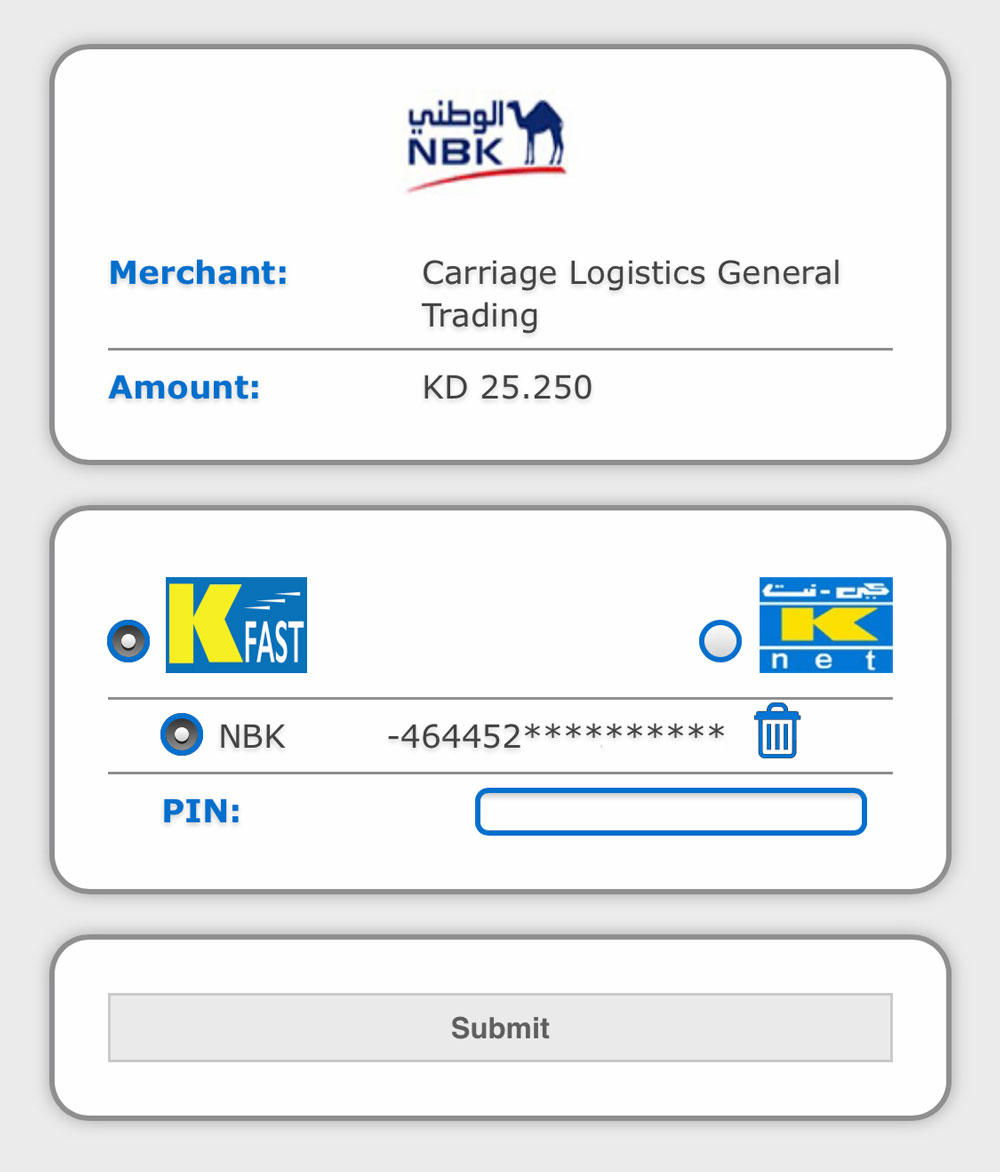 الوطني
NBK
Merchant: Carriage Logistics General
Trading
Amount: KD 25.250
K FAST
كي-نت
K
net
NBK -464452**********
PIN:
Submit